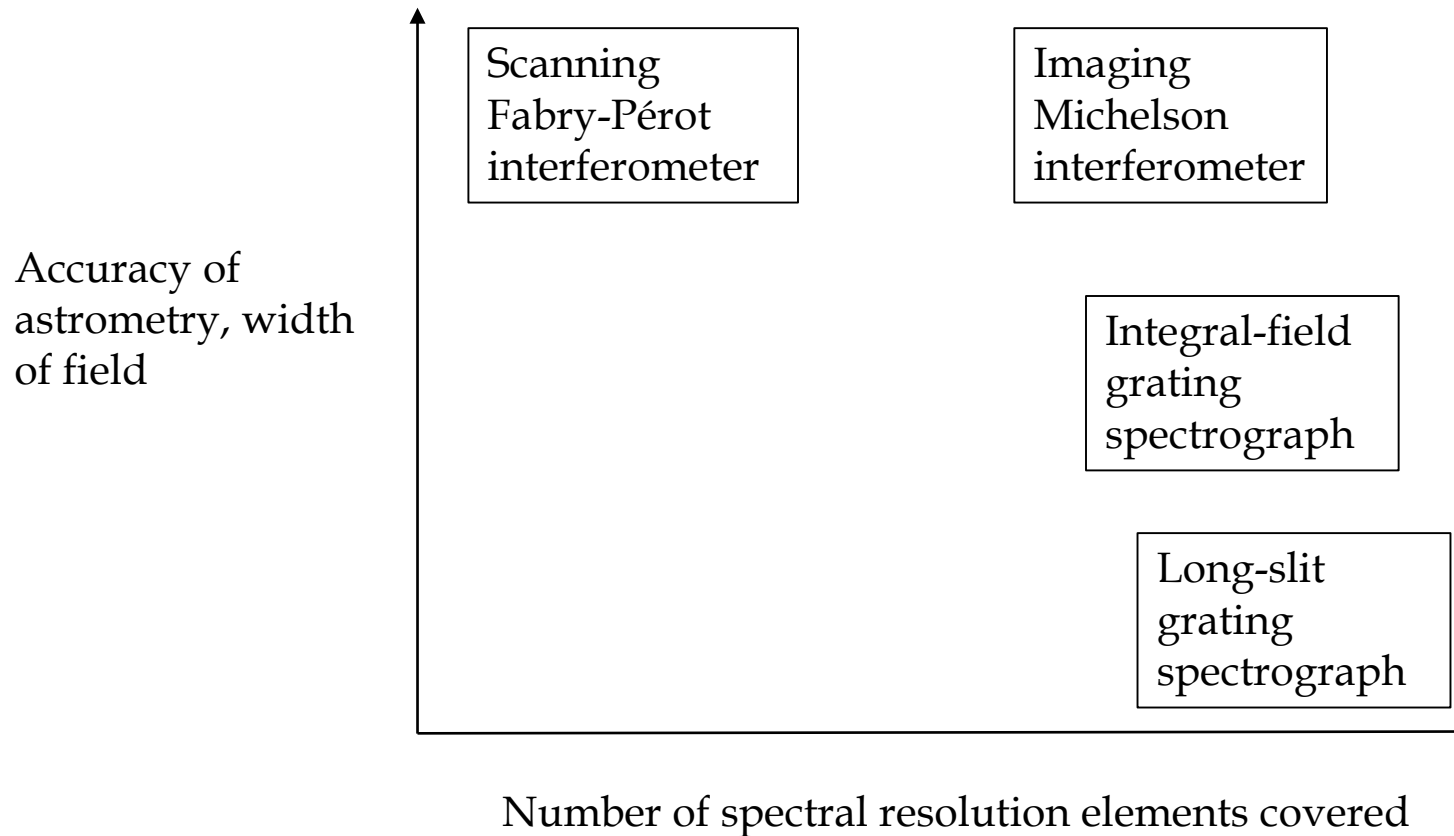 Scanning
Fabry-Pérot
interferometer
Imaging
Michelson
interferometer
Accuracy of
astrometry, width
of field
Integral-field
grating
spectrograph
Long-slit
grating
spectrograph
Number of spectral resolution elements covered